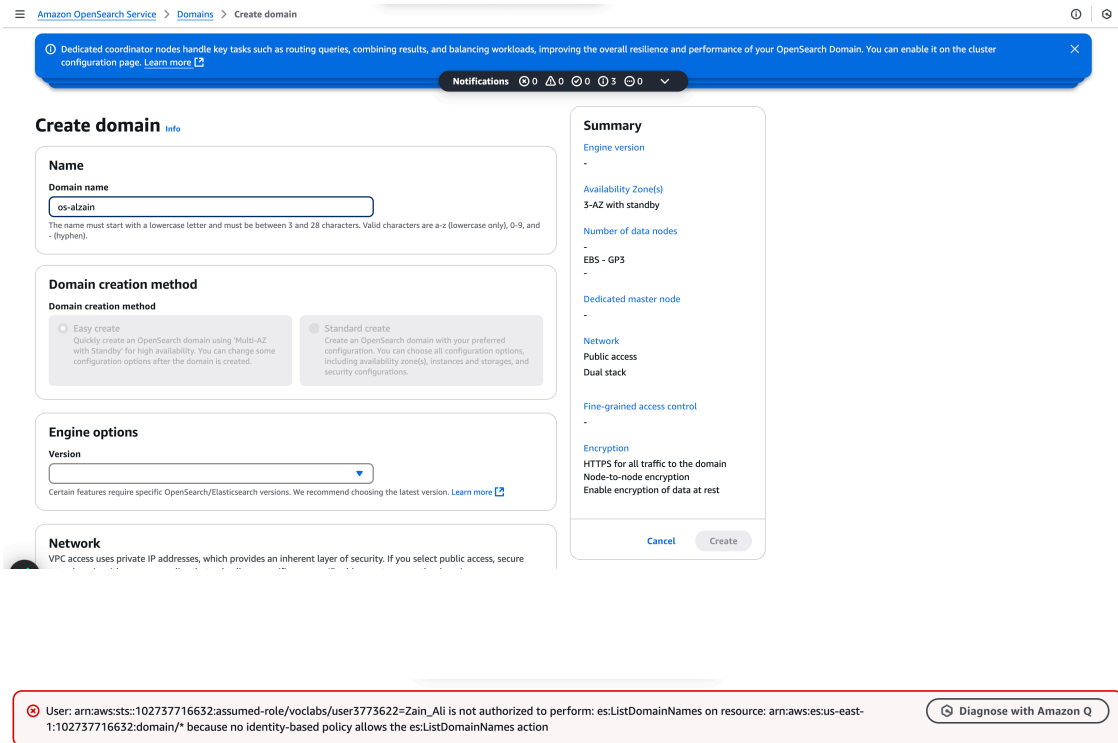 Amazon OpenSearch Service > Domains > Create domain
Dedicated coordinator nodes handle key tasks such as routing queries, combining results, and balancing workloads, improving the overall resilience and performance of your OpenSearch Domain. You can enable it on the cluster
configuration page. Learn more
Notifications 0 0 0 3 0
Create domain Info
Name
Domain name
os-alzain
The name must start with a lowercase letter and must be between 3 and 28 characters. Valid characters are a-z (lowercase only), 0-9, and
- (hyphen).
Domain creation method
Domain creation method
Easy create
Quickly create an OpenSearch domain using 'Multi-AZ
with Standby' for high availability. You can change some
configuration options after the domain is created.
Standard create
Create an OpenSearch domain with your preferred
configuration. You can choose all configuration options,
including availability zone(s), instances and storages, and
security configurations.
Engine options
Version
Certain features require specific OpenSearch/Elasticsearch versions. We recommend choosing the latest version. Learn more
Network
VPC access uses private IP addresses, which provides an inherent layer of security. If you select public access, secure
Summary
Engine version
-
Availability Zone(s)
3-AZ with standby
Number of data nodes
-
EBS - GP3
-
Dedicated master node
-
Network
Public access
Dual stack
Fine-grained access control
-
Encryption
HTTPS for all traffic to the domain
Node-to-node encryption
Enable encryption of data at rest
Cancel Create
User: arn:aws:sts::102737716632:assumed-role/voclabs/user3773622=Zain_Ali is not authorized to perform: es:ListDomainNames on resource: arn:aws:es:us-east-
1:102737716632:domain/* because no identity-based policy allows the es:ListDomainNames action
Diagnose with Amazon Q